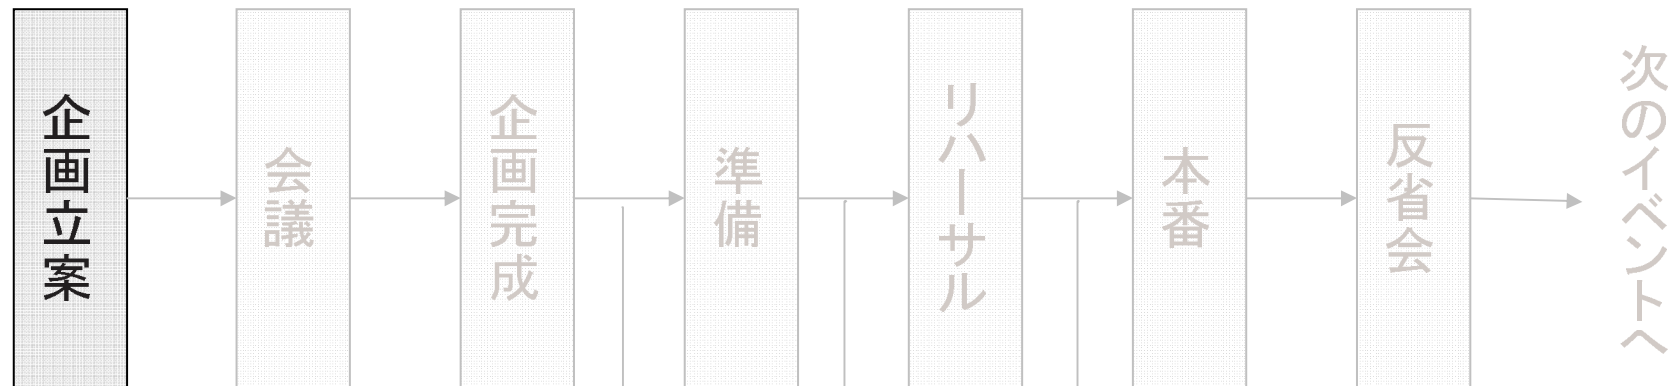 企画立案
会議
企画完成
準備
リハーサル
本番
反省会
次のイベントへ